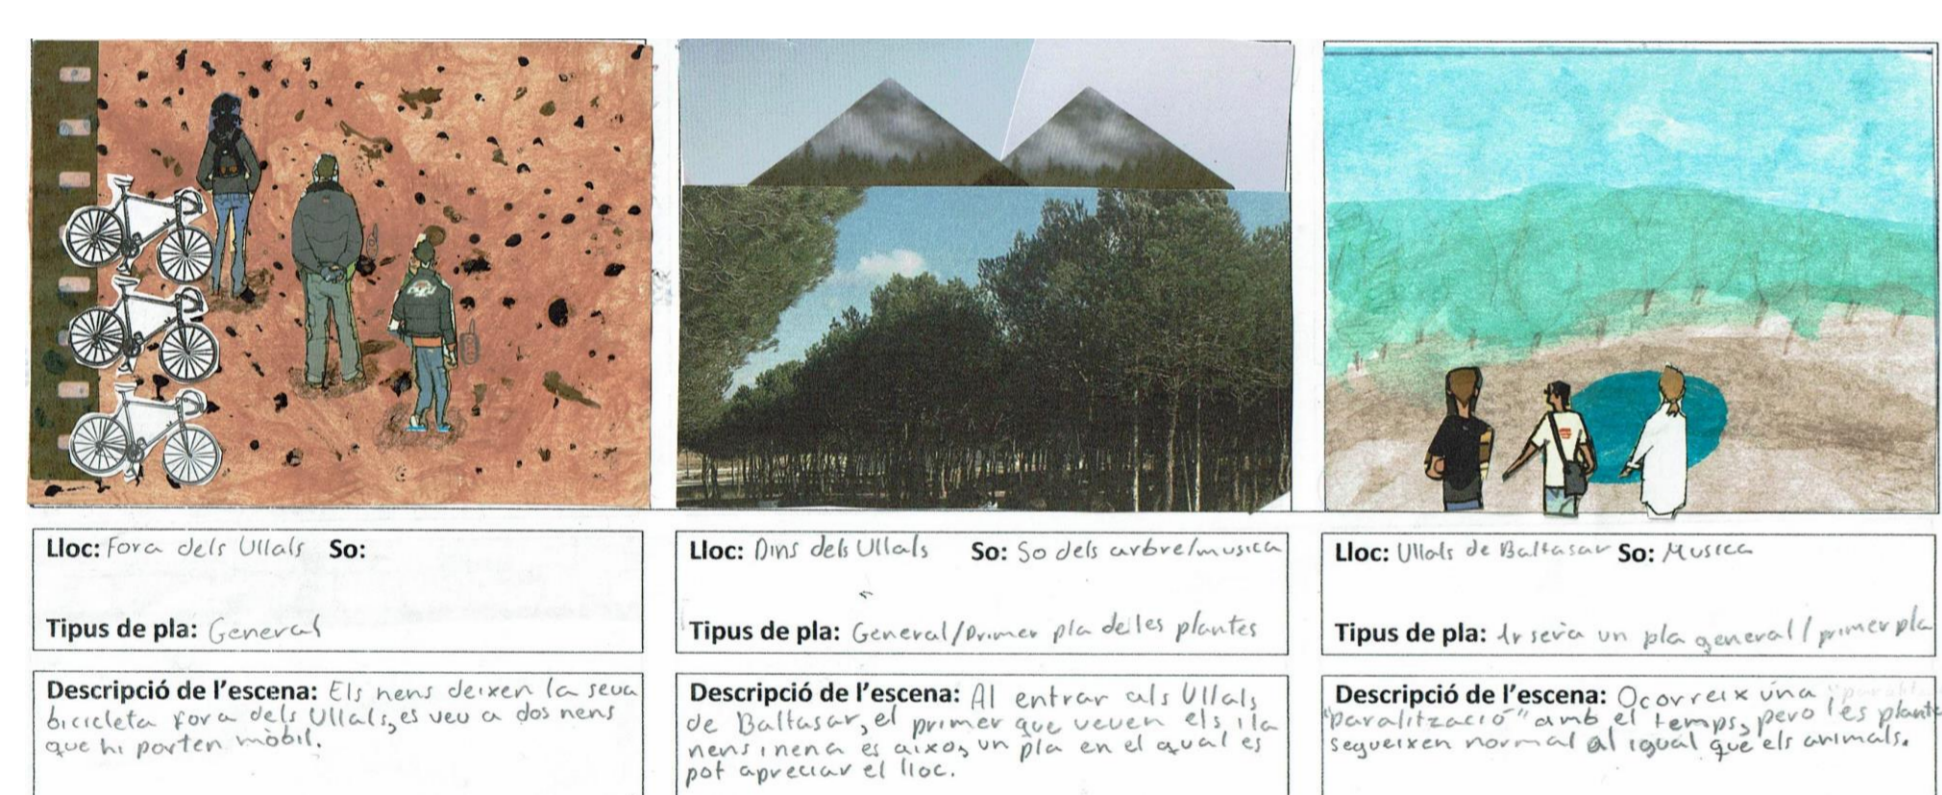 Lloc: Fora dels Ullals So:
Tipus de pla: General
Descripció de l'escena: Els nens deixen la seva
bicicleta fora dels Ullals, es veu a dos nens
que hi porten mòbil.
Lloc: Dins dels Ullals So: So dels arbre/musica
Tipus de pla: General/Primer pla de les plantes
Descripció de l'escena: Al entrar als Ullals
de Baltasar, el primer que veuen els i la
nens i nena es aixo, un pla en el qual es
pot apreciar el lloc.
Lloc: Ullals de Baltasar So: Musica
Tipus de pla: seria un pla general/primer pla
Descripció de l'escena: Ocorreix una
"paralització" amb el temps, pero les plante
segueixen normal al igual que els animals.